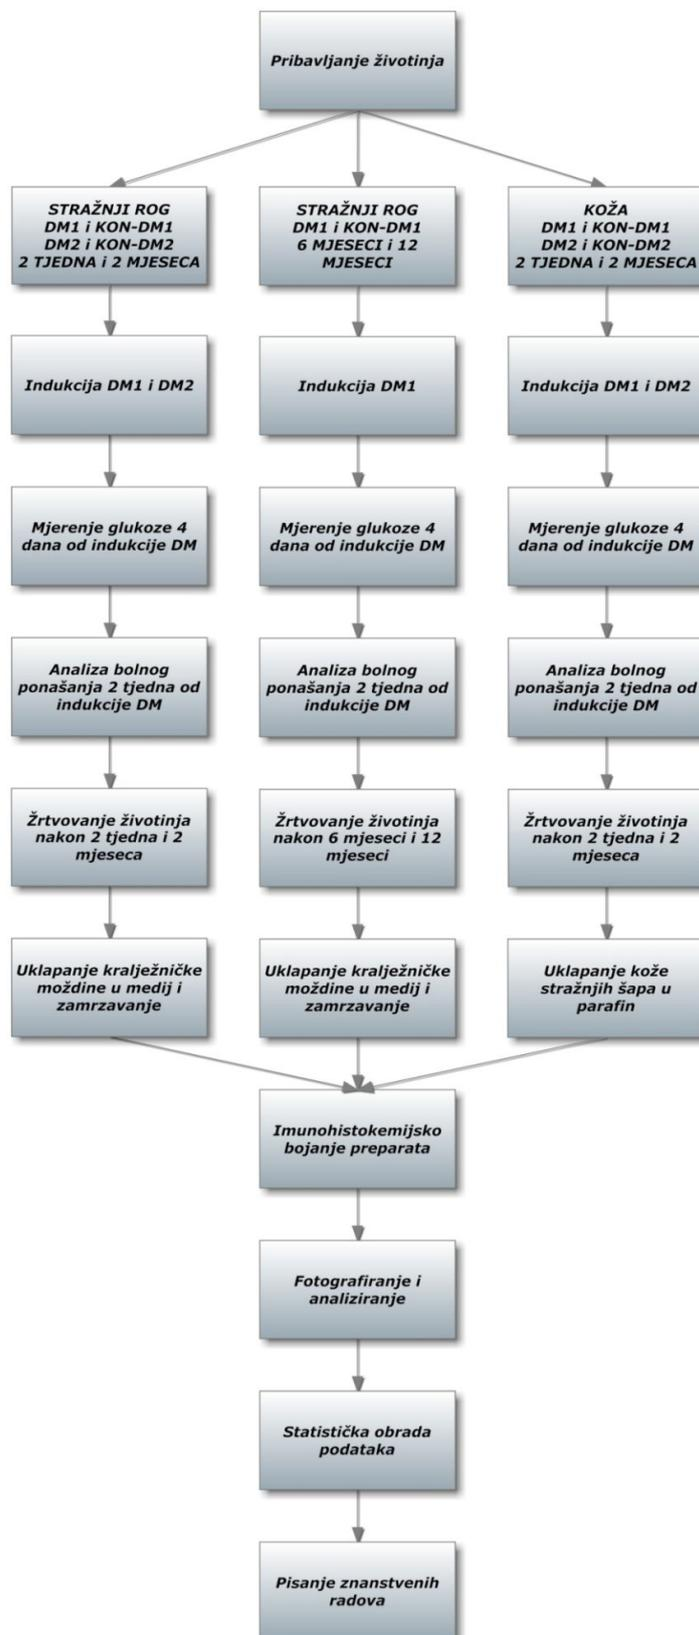 Pribavljanje životinja
STRAŽNJI ROG
DM1 i KON-DM1
DM2 i KON-DM2
2 TJEDNA i 2 MJESECA
STRAŽNJI ROG
DM1 i KON-DM1
6 MJESECI i 12
MJESECI
KOŽA
DM1 i KON-DM1
DM2 i KON-DM2
2 TJEDNA i 2 MJESECA
Indukcija DM1 i DM2
Indukcija DM1
Indukcija DM1 i DM2
Mjerenje glukoze 4
dana od indukcije DM
Mjerenje glukoze 4
dana od indukcije DM
Mjerenje glukoze 4
dana od indukcije DM
Analiza bolnog
ponašanja 2 tjedna od
indukcije DM
Analiza bolnog
ponašanja 2 tjedna od
indukcije DM
Analiza bolnog
ponašanja 2 tjedna od
indukcije DM
Žrtvovanje životinja
nakon 2 tjedna i 2
mjeseca
Žrtvovanje životinja
nakon 6 mjeseci i 12
mjeseci
Žrtvovanje životinja
nakon 2 tjedna i 2
mjeseca
Uklapanje kralježničke
moždine u medij i
zamrzavanje
Uklapanje kralježničke
moždine u medij i
zamrzavanje
Uklapanje kože
stražnjih šapa u
parafin
Imunohistokemijsko
bojanje preparata
Fotografiranje i
analiziranje
Statistička obrada
podataka
Pisanje znanstvenih
radova